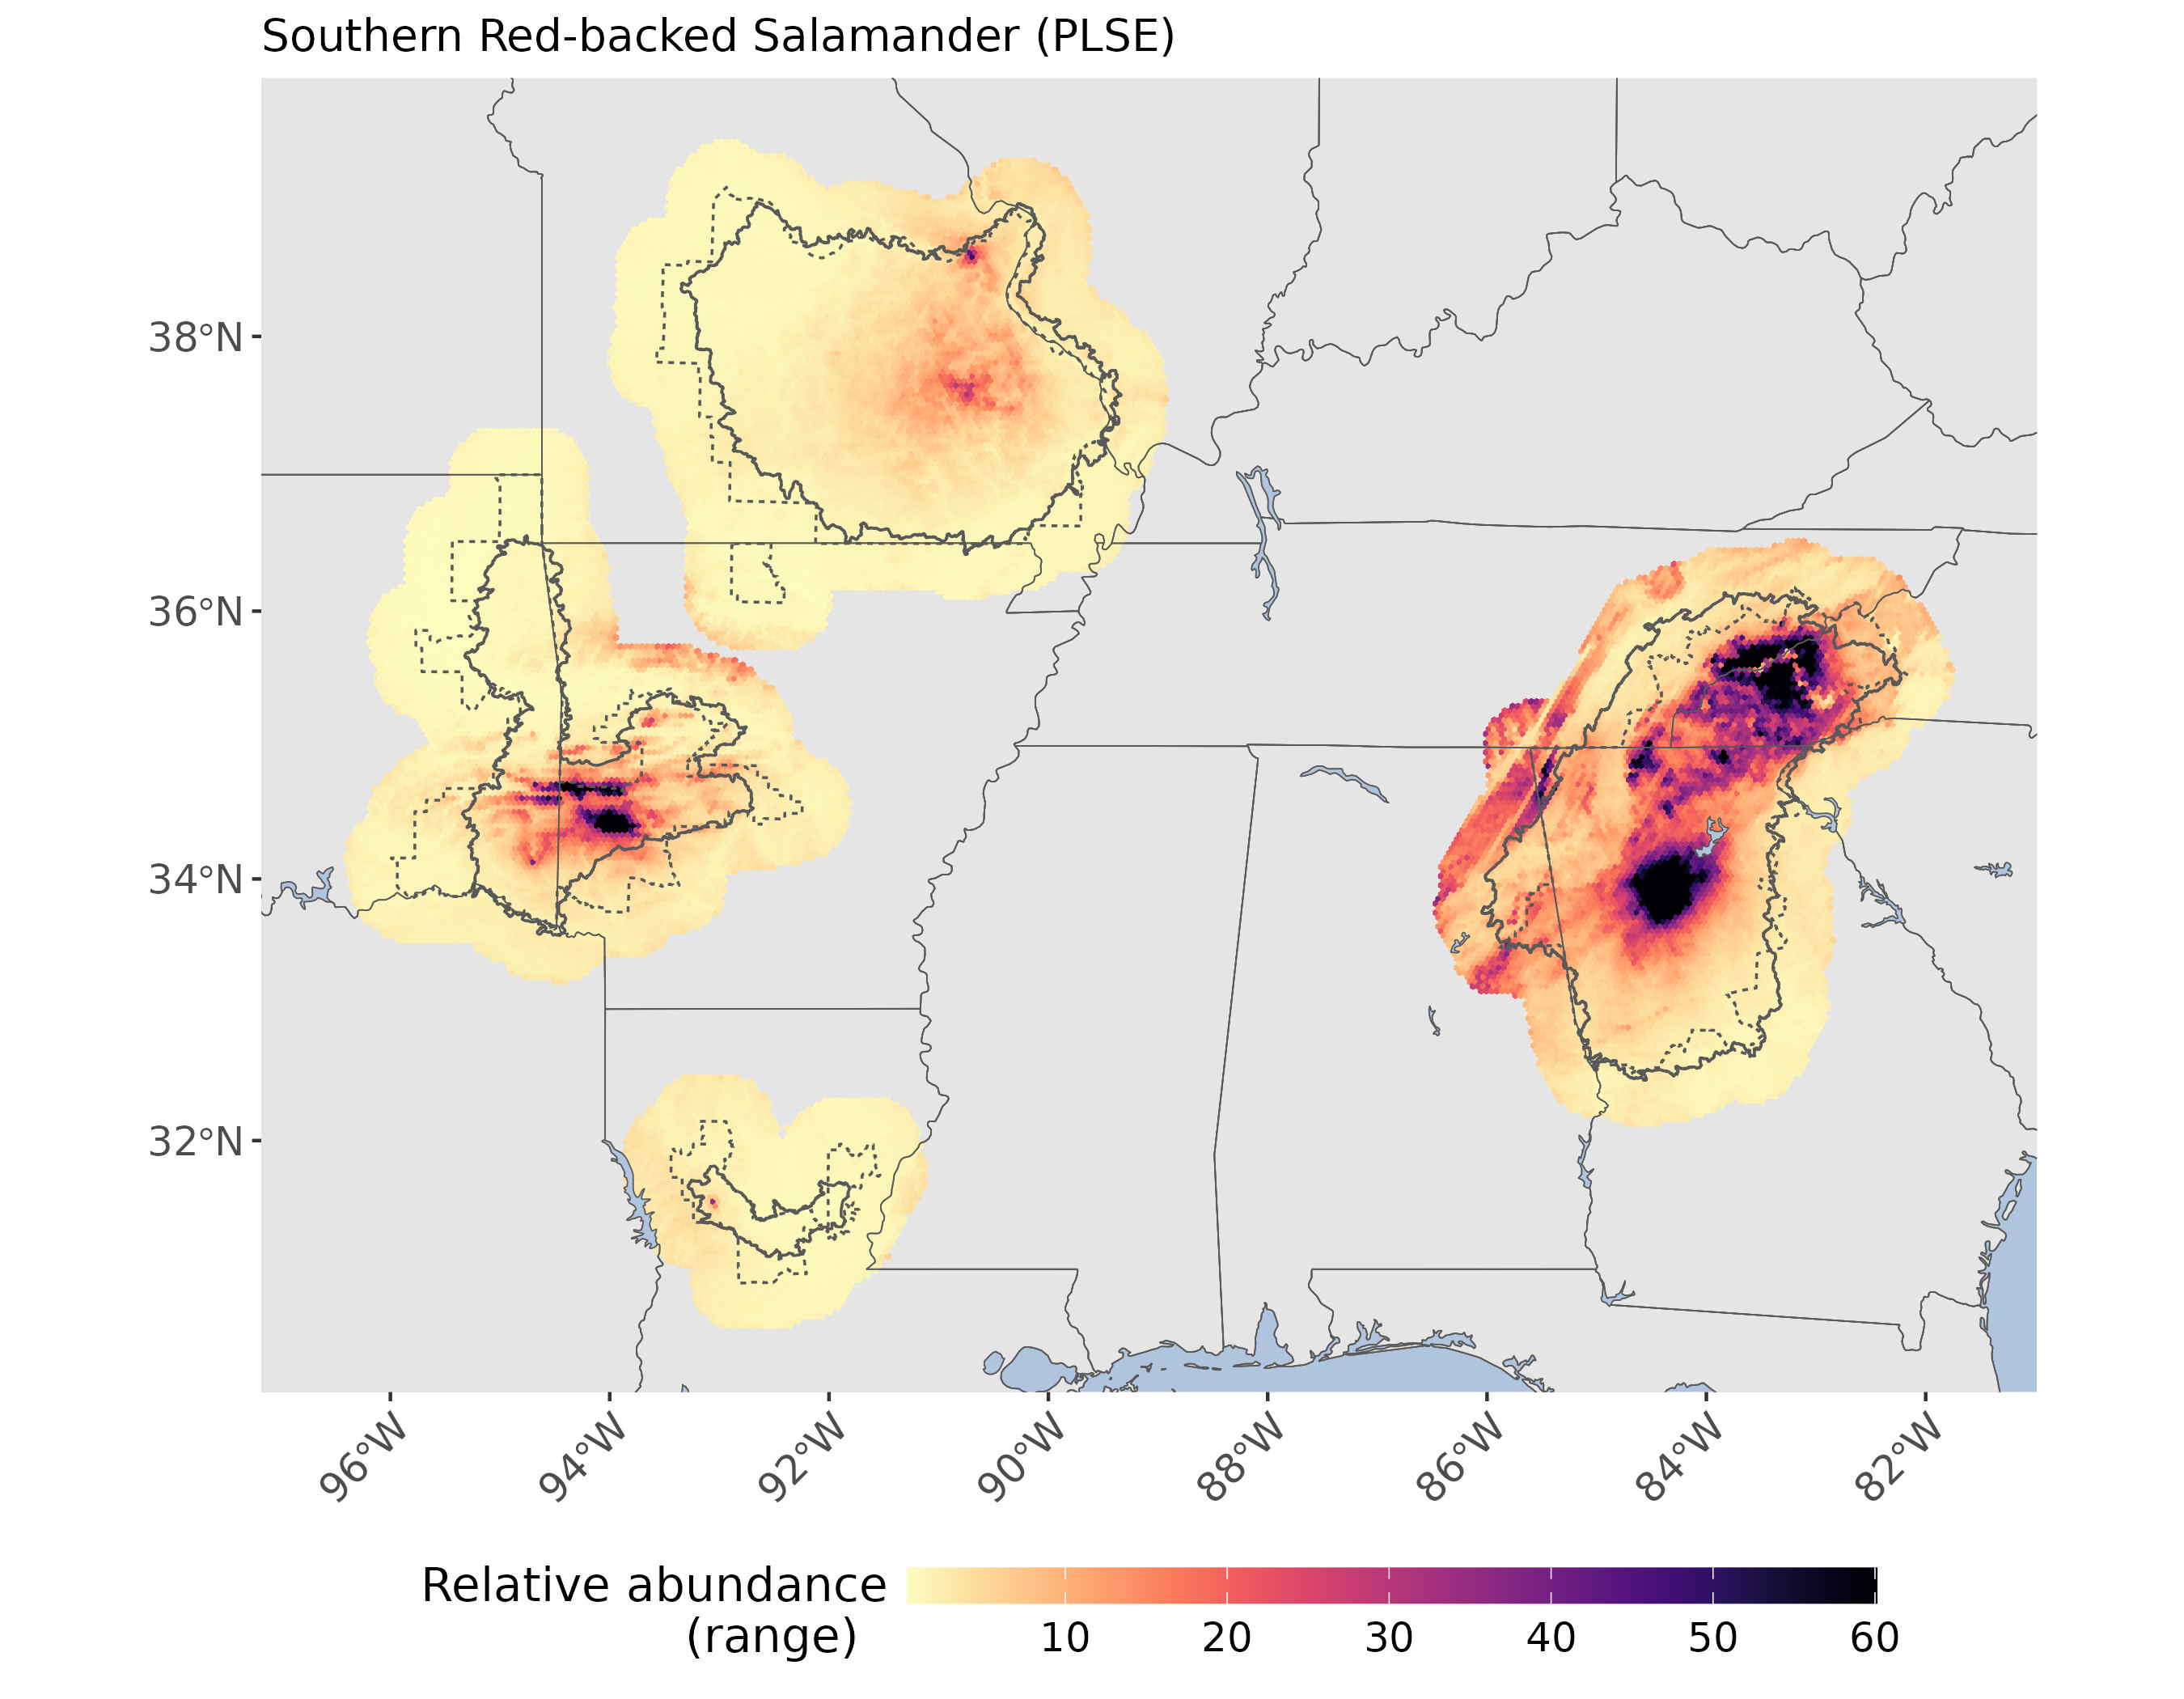 Southern Red-backed Salamander (PLSE)
38°N
36°N
34°N
32°N
96°W 94°W 92°W 90°W 88°W 86°W 84°W 82°W
Relative abundance
(range)
10 20 30 40 50 60